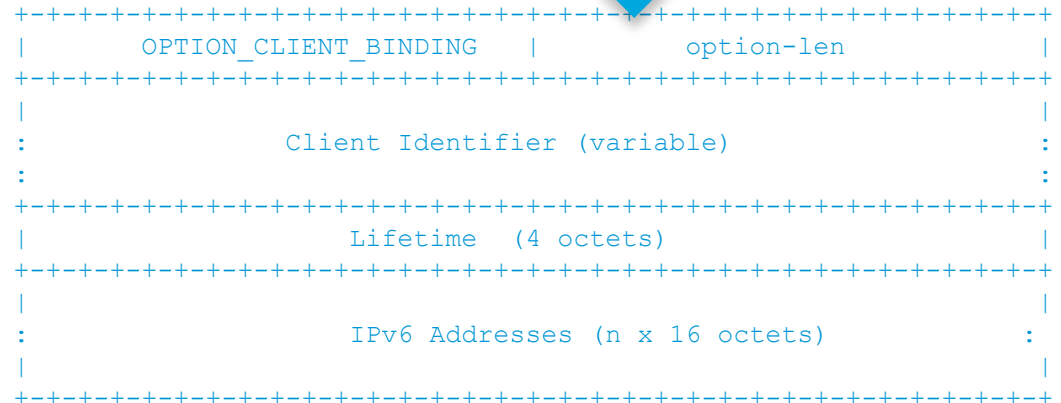 +-+-+-+-+-+-+-+-+-+-+-+-+-+-+-+-+-+-+-+-+-+-+-+-+-+-+-+-+-+-+-+-+
|       OPTION_CLIENT_BINDING   |         option-len            |
+-+-+-+-+-+-+-+-+-+-+-+-+-+-+-+-+-+-+-+-+-+-+-+-+-+-+-+-+-+-+-+-+
|                                                               |
:                Client Identifier (variable)                   :
:                                                               :
+-+-+-+-+-+-+-+-+-+-+-+-+-+-+-+-+-+-+-+-+-+-+-+-+-+-+-+-+-+-+-+-+
|                    Lifetime  (4 octets)                       |
+-+-+-+-+-+-+-+-+-+-+-+-+-+-+-+-+-+-+-+-+-+-+-+-+-+-+-+-+-+-+-+-+
|                                                               |
:                    IPv6 Addresses (n x 16 octets)            :
|                                                               |
+-+-+-+-+-+-+-+-+-+-+-+-+-+-+-+-+-+-+-+-+-+-+-+-+-+-+-+-+-+-+-+-+